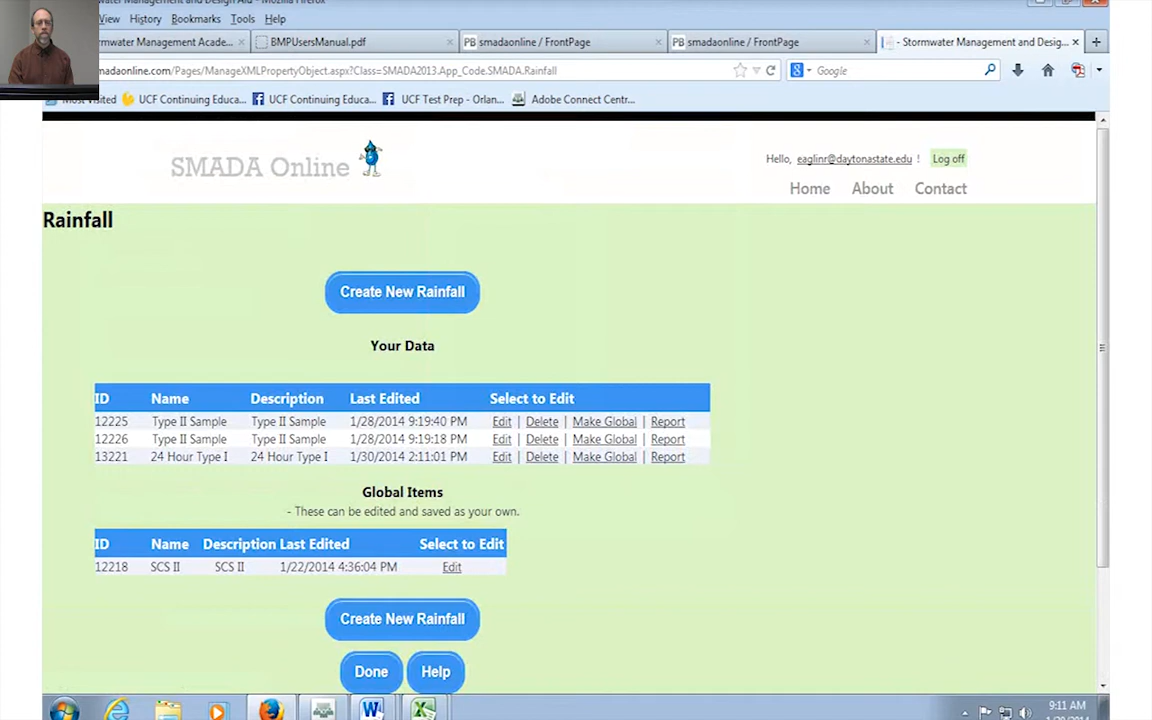 View History Bookmarks Tools Help
rmwater Management Acade... BMPUsersManual.pdf PB smadaonline / FrontPage PB smadaonline / FrontPage - Stormwater Management and Desig...
madaonline.com/Pages/ManageXMLPropertyObject.aspx?Class=SMADA2013.App_Code.SMADA.Rainfall Google
Most Visited UCF Continuing Educa... UCF Continuing Educa... UCF Test Prep - Orlan... Adobe Connect Centr...
SMADA Online
Hello, eaglinr@daytonastate.edu ! Log off
Home About Contact
Rainfall
Create New Rainfall
Your Data
ID Name Description Last Edited Select to Edit
12225 Type II Sample Type II Sample 1/28/2014 9:19:40 PM Edit | Delete | Make Global | Report
12226 Type II Sample Type II Sample 1/28/2014 9:19:18 PM Edit | Delete | Make Global | Report
13221 24 Hour Type I 24 Hour Type I 1/30/2014 2:11:01 PM Edit | Delete | Make Global | Report
Global Items
- These can be edited and saved as your own.
ID Name Description Last Edited Select to Edit
12218 SCS II SCS II 1/22/2014 4:36:04 PM Edit
Create New Rainfall
Done Help
9:11 AM